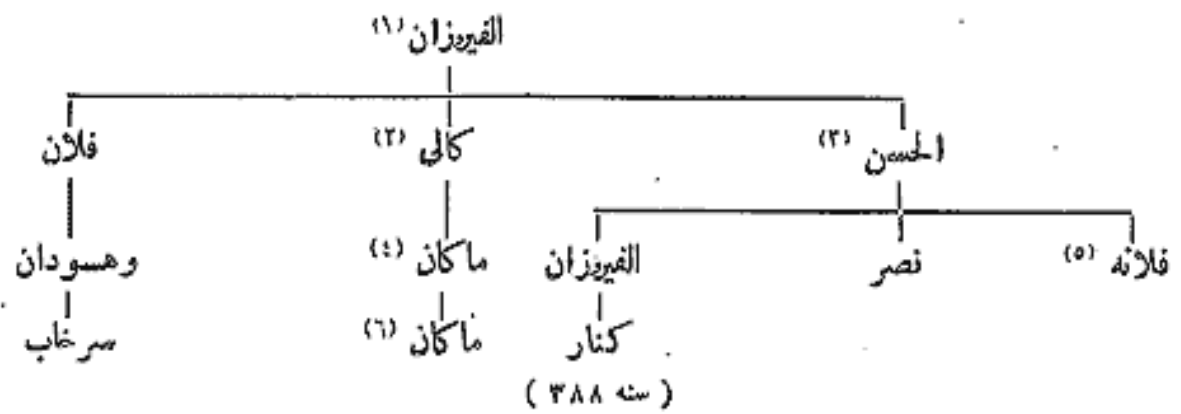 الفيروزان (١)
الحسن (٣) كالي (٢) فلان
فلانه (٥) نصر الفيروزان ماكان (٤) وهسودان
كنار ماكان (٦) سرخاب
( سنه ٣٨٨ )